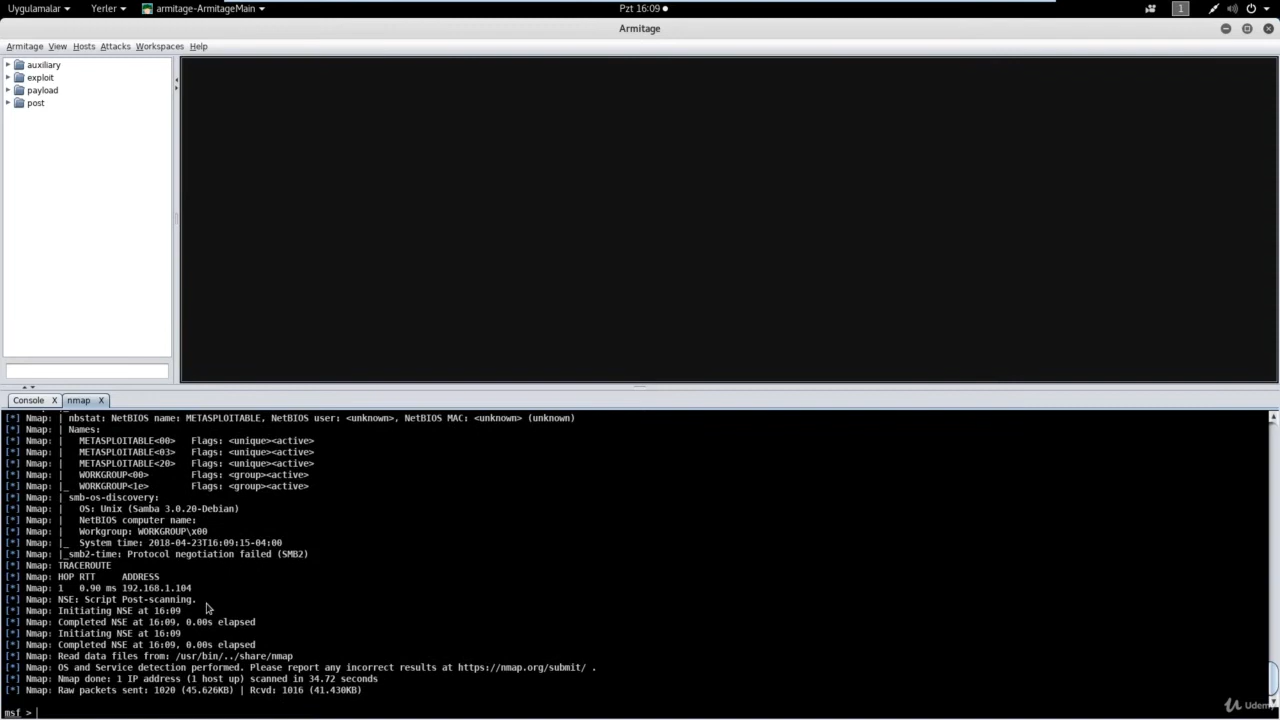 Uygulamalar Yerler armitage-ArmitageMain Pzt 16:09 1
Armitage
Armitage View Hosts Attacks Workspaces Help
auxiliary
exploit
payload
post
Console X nmap X
[*] Nmap: | nbstat: NetBIOS name: METASPLOITABLE, NetBIOS user: <unknown>, NetBIOS MAC: <unknown> (unknown)
[*] Nmap: | Names:
[*] Nmap: |   METASPLOITABLE<00>   Flags: <unique><active>
[*] Nmap: |   METASPLOITABLE<03>   Flags: <unique><active>
[*] Nmap: |   METASPLOITABLE<20>   Flags: <unique><active>
[*] Nmap: |   WORKGROUP<00>        Flags: <group><active>
[*] Nmap: |_  WORKGROUP<1e>        Flags: <group><active>
[*] Nmap: | smb-os-discovery:
[*] Nmap: |   OS: Unix (Samba 3.0.20-Debian)
[*] Nmap: |   NetBIOS computer name:
[*] Nmap: |   Workgroup: WORKGROUP\x00
[*] Nmap: |_  System time: 2018-04-23T16:09:15-04:00
[*] Nmap: |_smb2-time: Protocol negotiation failed (SMB2)
[*] Nmap: TRACEROUTE
[*] Nmap: HOP RTT     ADDRESS
[*] Nmap: 1   0.90 ms 192.168.1.104
[*] Nmap: NSE: Script Post-scanning.
[*] Nmap: Initiating NSE at 16:09
[*] Nmap: Completed NSE at 16:09, 0.00s elapsed
[*] Nmap: Initiating NSE at 16:09
[*] Nmap: Completed NSE at 16:09, 0.00s elapsed
[*] Nmap: Read data files from: /usr/bin/../share/nmap
[*] Nmap: OS and Service detection performed. Please report any incorrect results at https://nmap.org/submit/ .
[*] Nmap: Nmap done: 1 IP address (1 host up) scanned in 34.72 seconds
[*] Nmap: Raw packets sent: 1020 (45.626KB) | Rcvd: 1016 (41.430KB)
msf >
Udemy